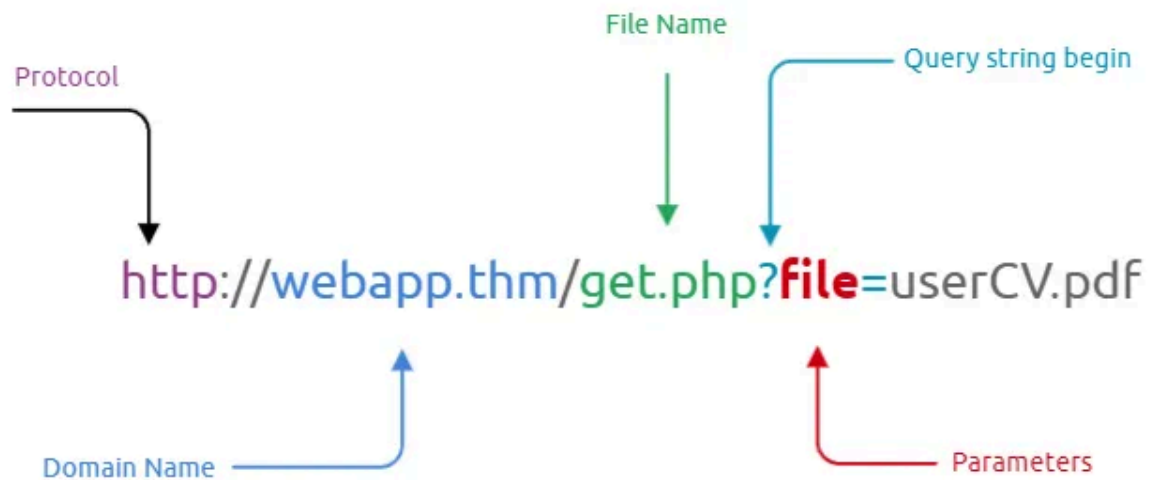 File Name
Query string begin
Protocol
http://webapp.thm/get.php?file=userCV.pdf
Domain Name
Parameters